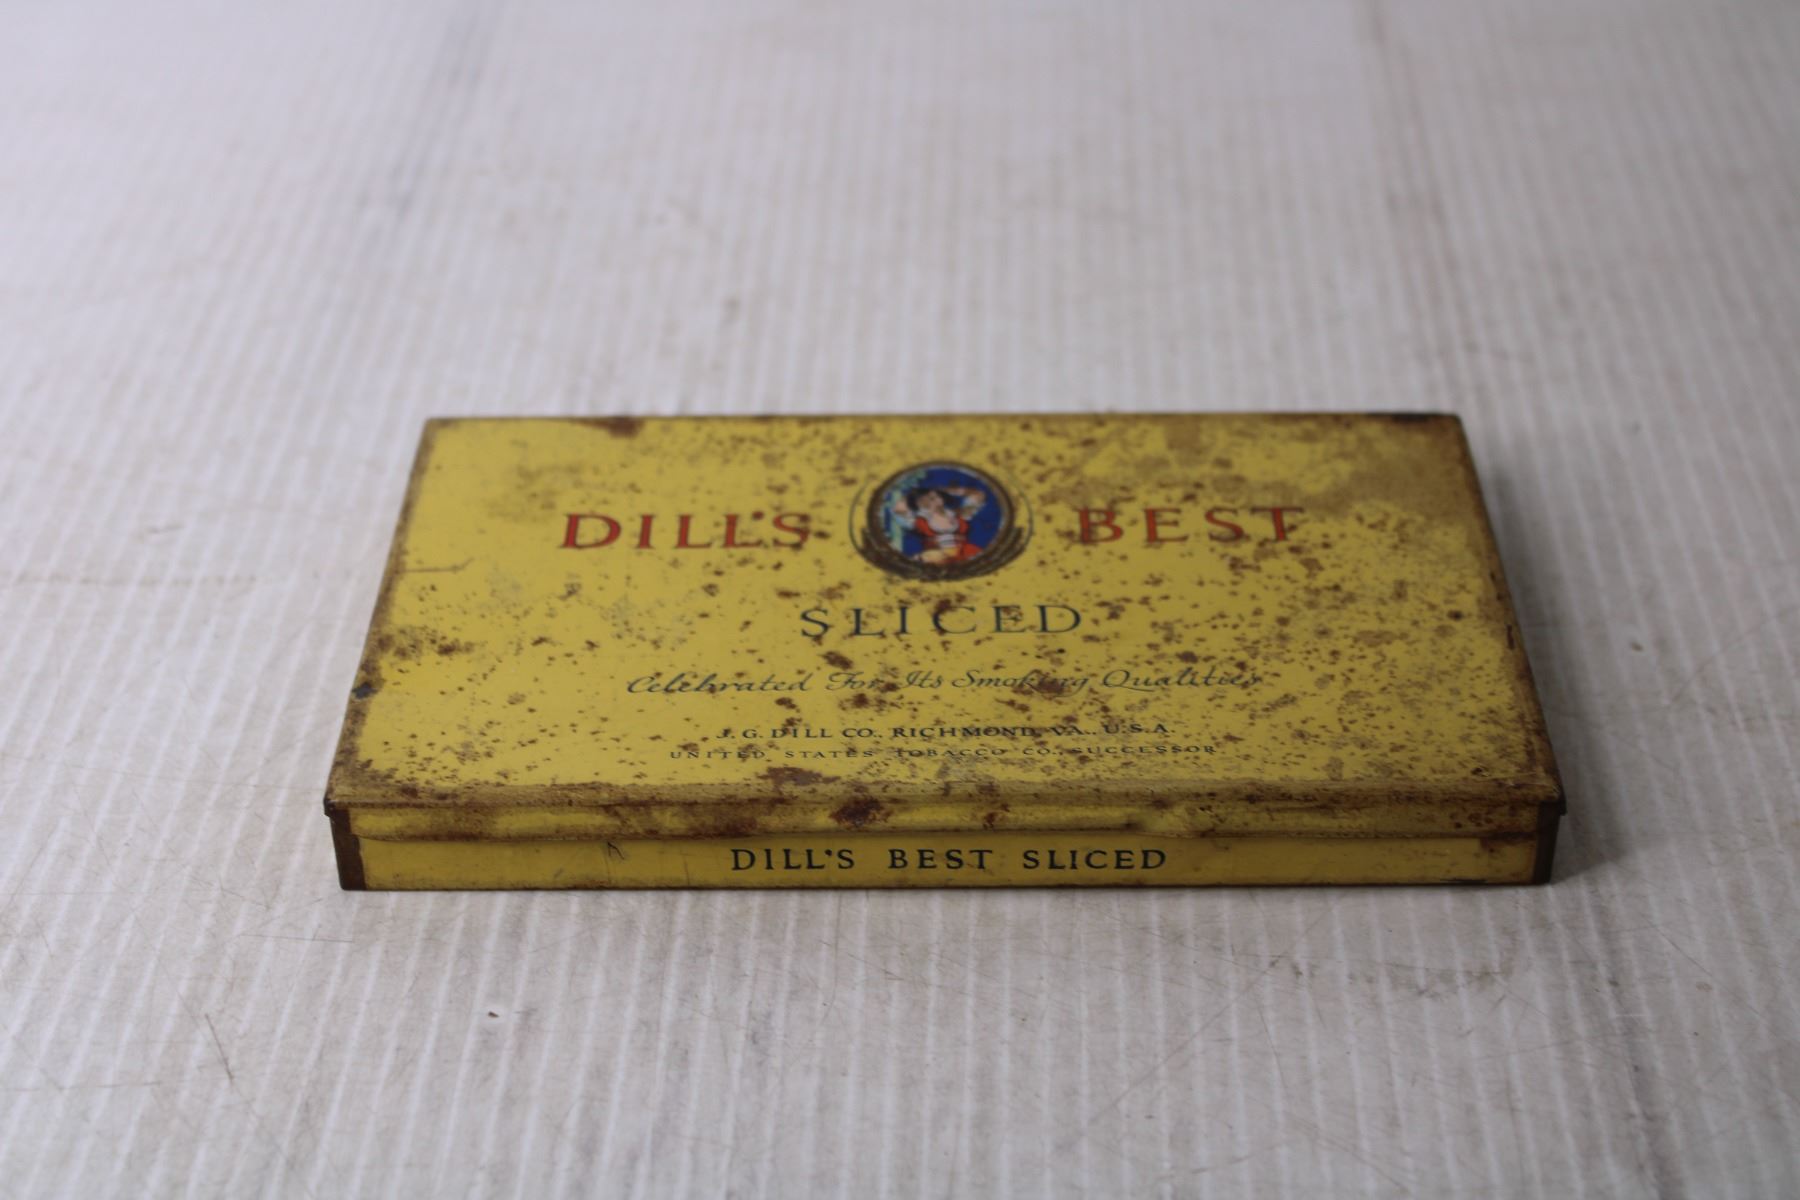 DILL'S BEST
SLICED
Celebrated For Its Smoking Qualities
J. G. DILL CO., RICHMOND, VA., U.S.A.
UNITED STATES TOBACCO CO., SUCCESSOR
DILL'S BEST SLICED